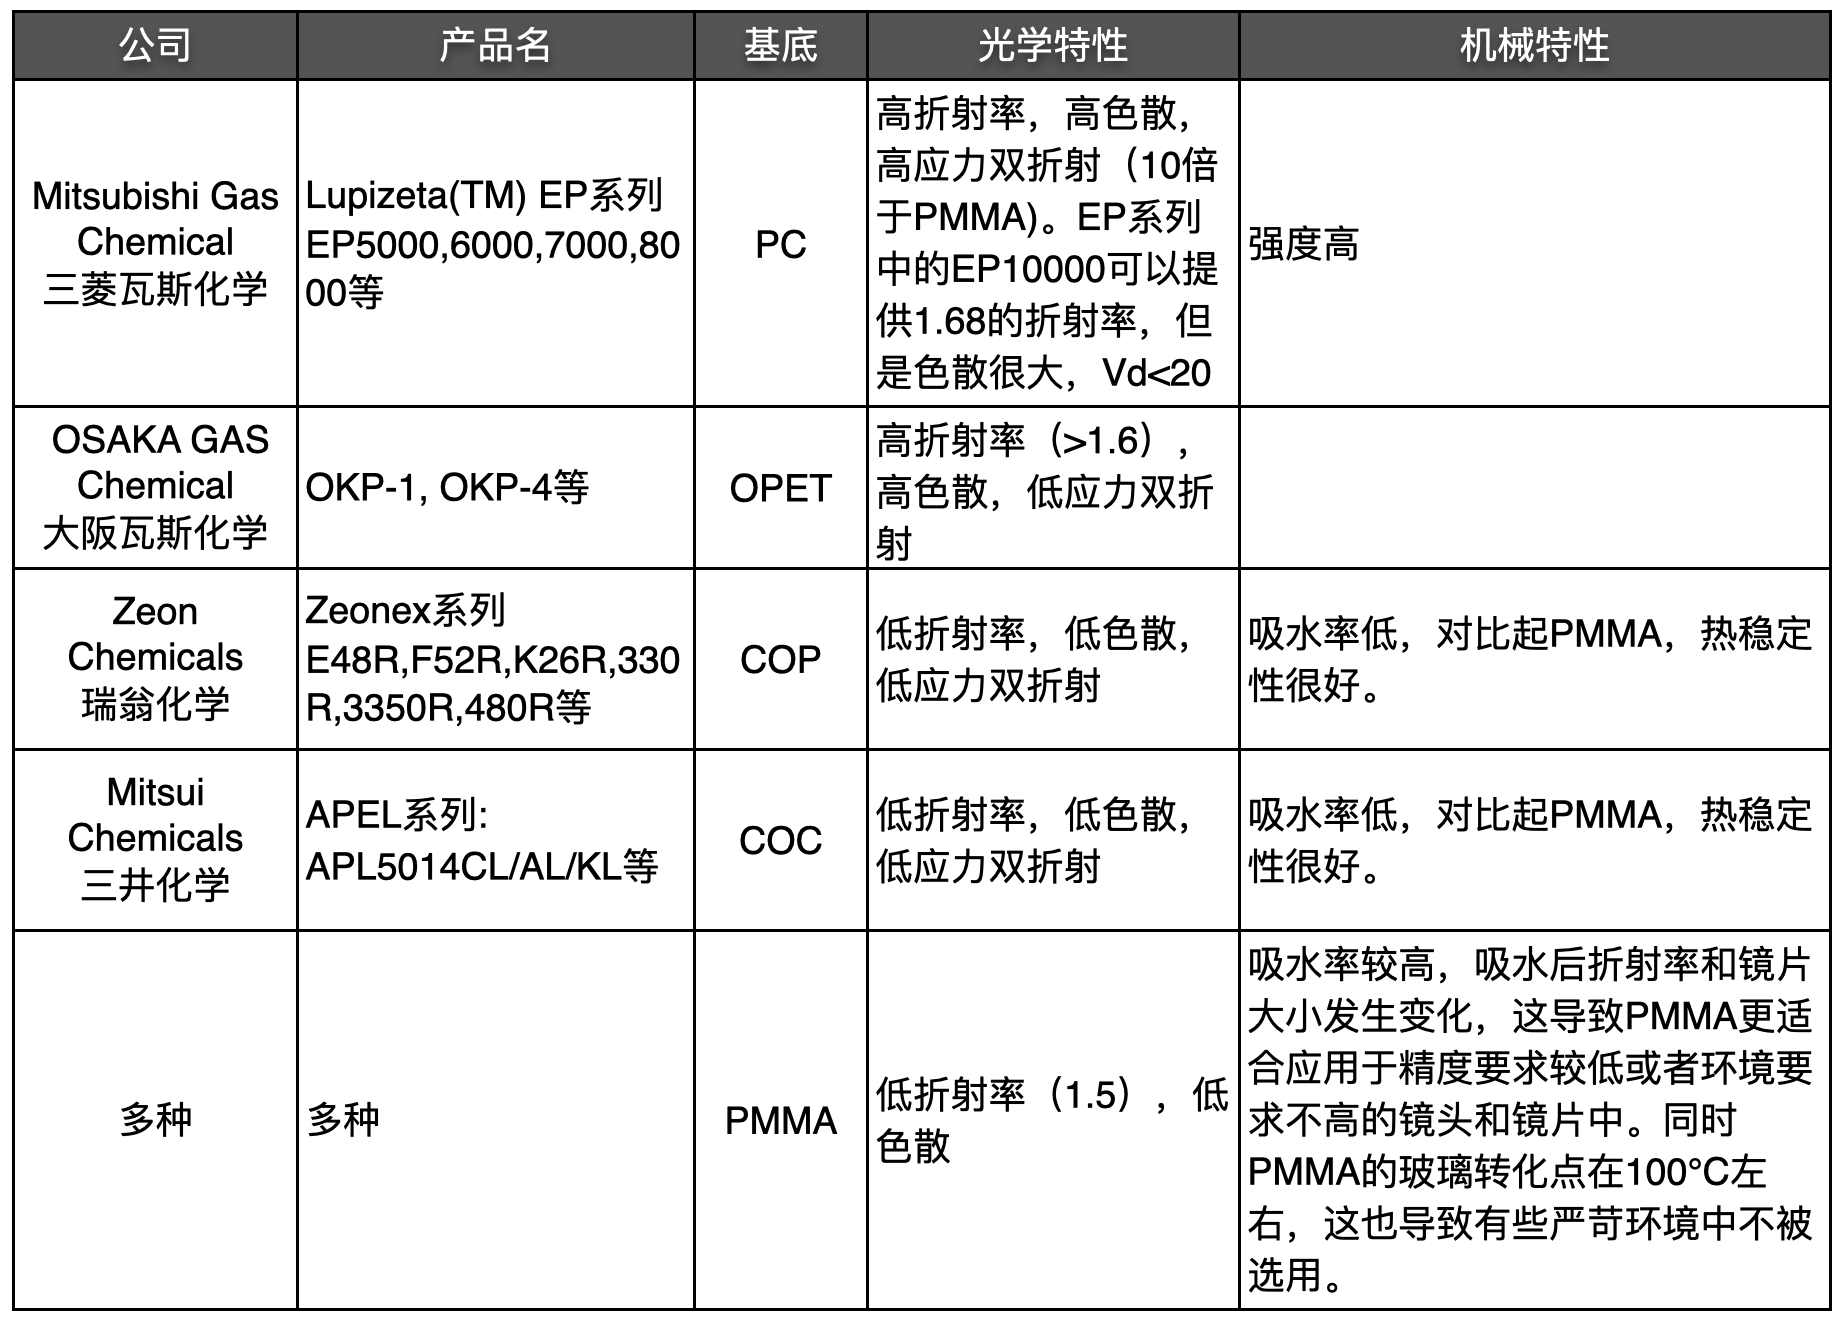 公司
产品名
基底
光学特性
机械特性
Mitsubishi Gas
Chemical
三菱瓦斯化学
Lupizeta(TM) EP系列
EP5000,6000,7000,80
00等
PC
高折射率，高色散，
高应力双折射（10倍
于PMMA)。EP系列
中的EP10000可以提
供1.68的折射率，但
是色散很大，Vd<20
强度高
OSAKA GAS
Chemical
大阪瓦斯化学
OKP-1, OKP-4等
OPET
高折射率（>1.6），
高色散，低应力双折
射
Zeon
Chemicals
瑞翁化学
Zeonex系列
E48R,F52R,K26R,330
R,3350R,480R等
COP
低折射率，低色散，
低应力双折射
吸水率低，对比起PMMA，热稳定
性很好。
Mitsui
Chemicals
三井化学
APEL系列:
APL5014CL/AL/KL等
COC
低折射率，低色散，
低应力双折射
吸水率低，对比起PMMA，热稳定
性很好。
多种
多种
PMMA
低折射率（1.5），低
色散
吸水率较高，吸水后折射率和镜片
大小发生变化，这导致PMMA更适
合应用于精度要求较低或者环境要
求不高的镜头和镜片中。同时
PMMA的玻璃转化点在100°C左
右，这也导致有些严苛环境中不被
选用。